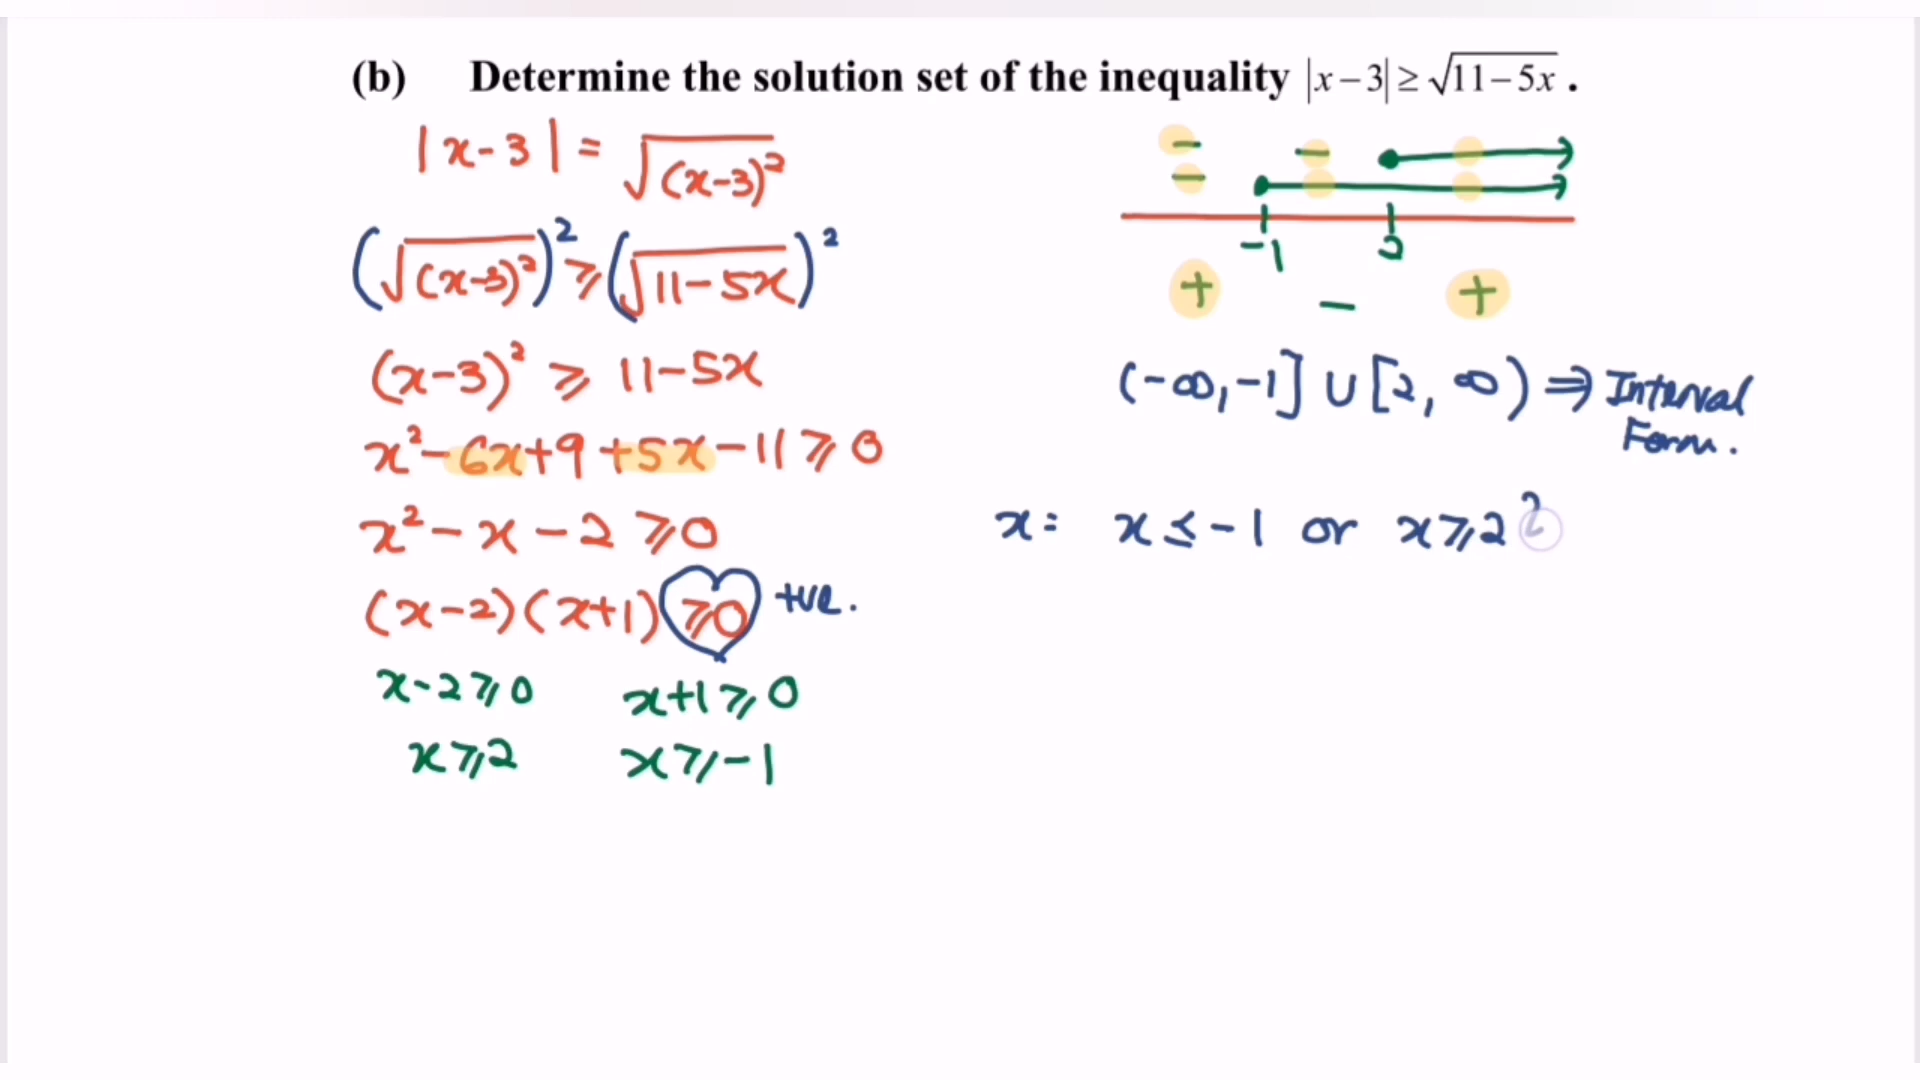 (b) Determine the solution set of the inequality |x−3| ≥ √(11−5x) .
|x-3| = √((x-3)²)
(√((x-3)²))² ≥ (√(11-5x))²
(x-3)² ≥ 11-5x
x²-6x+9+5x-11 ≥ 0
x²-x-2 ≥ 0
(x-2)(x+1) ≥ 0 +ve.
x-2 ≥ 0 x+1 ≥ 0
x ≥ 2 x ≥ -1
- -
-
-1 2
+ - +
(-∞, -1] ∪ [2, ∞) ⇒ Interval
Form.
x = x ≤ -1 or x ≥ 2